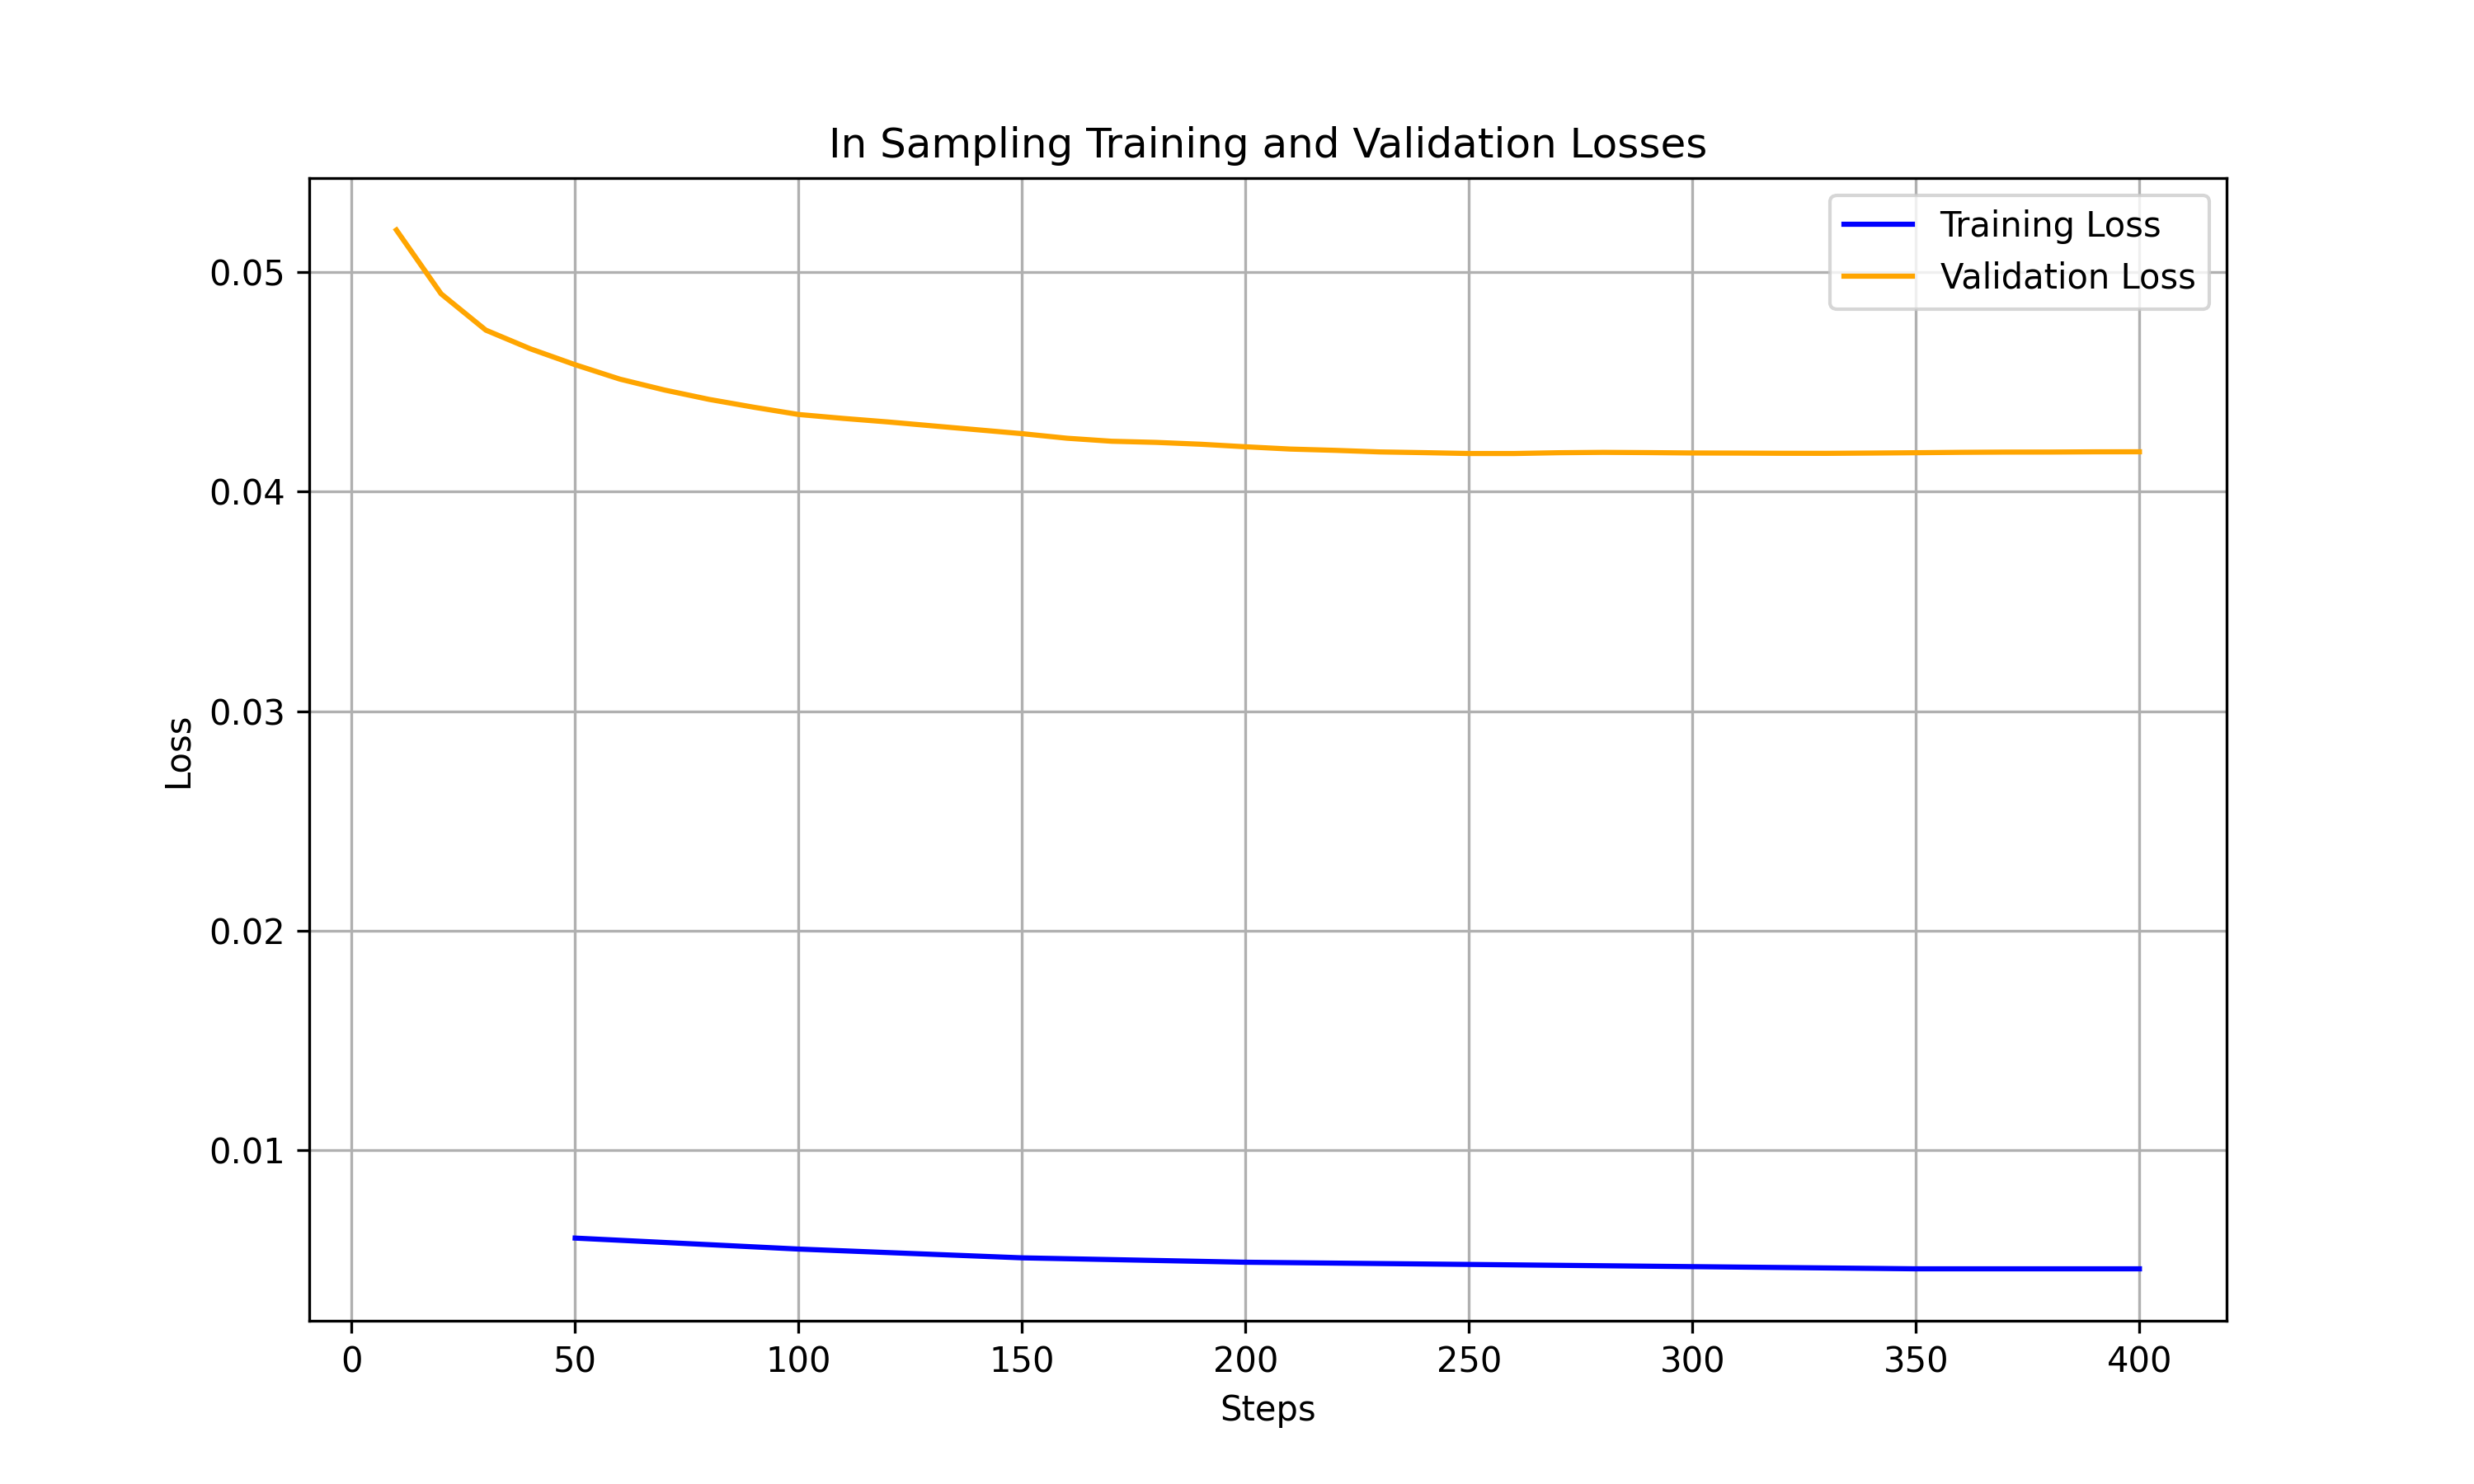 In Sampling Training and Validation Losses
Training Loss
Validation Loss
0.05
0.04
0.03
0.02
0.01
Loss
0 50 100 150 200 250 300 350 400
Steps